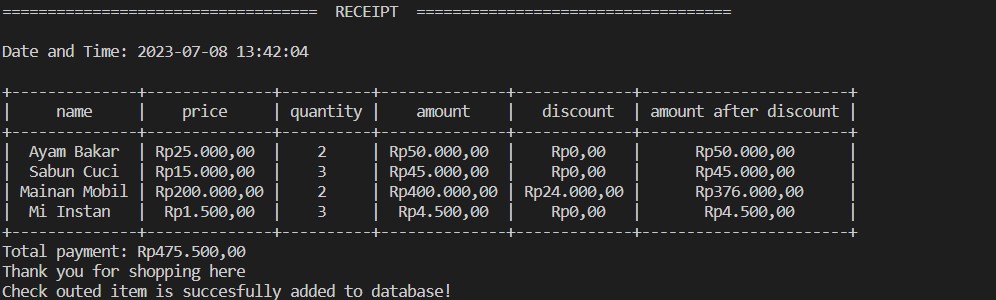 ===================================  RECEIPT  ===================================
Date and Time: 2023-07-08 13:42:04
+--------------+--------------+----------+--------------+-------------+-----------------------+
|     name     |    price     | quantity |    amount    |   discount  | amount after discount |
+--------------+--------------+----------+--------------+-------------+-----------------------+
|  Ayam Bakar  | Rp25.000,00  |    2     | Rp50.000,00  |   Rp0,00    |      Rp50.000,00      |
|  Sabun Cuci  | Rp15.000,00  |    3     | Rp45.000,00  |   Rp0,00    |      Rp45.000,00      |
| Mainan Mobil | Rp200.000,00 |    2     | Rp400.000,00 | Rp24.000,00 |      Rp376.000,00     |
|  Mi Instan   |  Rp1.500,00  |    3     |  Rp4.500,00  |   Rp0,00    |       Rp4.500,00      |
+--------------+--------------+----------+--------------+-------------+-----------------------+
Total payment: Rp475.500,00
Thank you for shopping here
Check outed item is succesfully added to database!